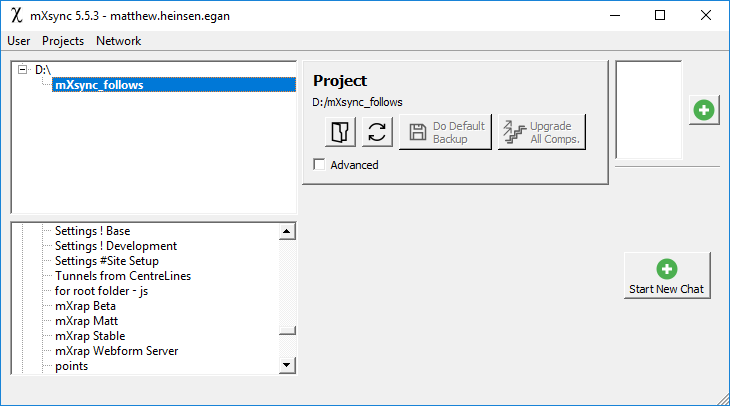 mXsync 5.5.3 - matthew.heinsen.egan
User Projects Network
D:\
mXsync_follows
Project
D:/mXsync_follows
Do Default
Backup
Upgrade
All Comps.
Advanced
Settings ! Base
Settings ! Development
Settings #Site Setup
Tunnels from CentreLines
for root folder - js
mXrap Beta
mXrap Matt
mXrap Stable
mXrap Webform Server
points
Start New Chat